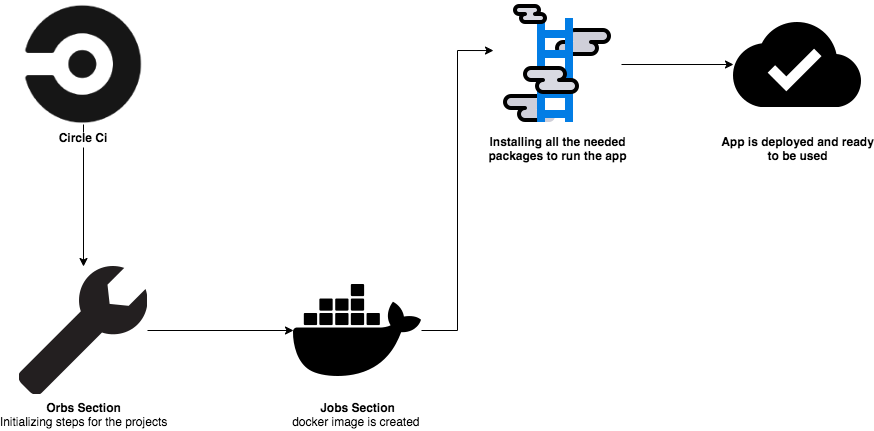 Circle Ci
Installing all the needed
packages to run the app
App is deployed and ready
to be used
Orbs Section
Initializing steps for the projects
Jobs Section
docker image is created